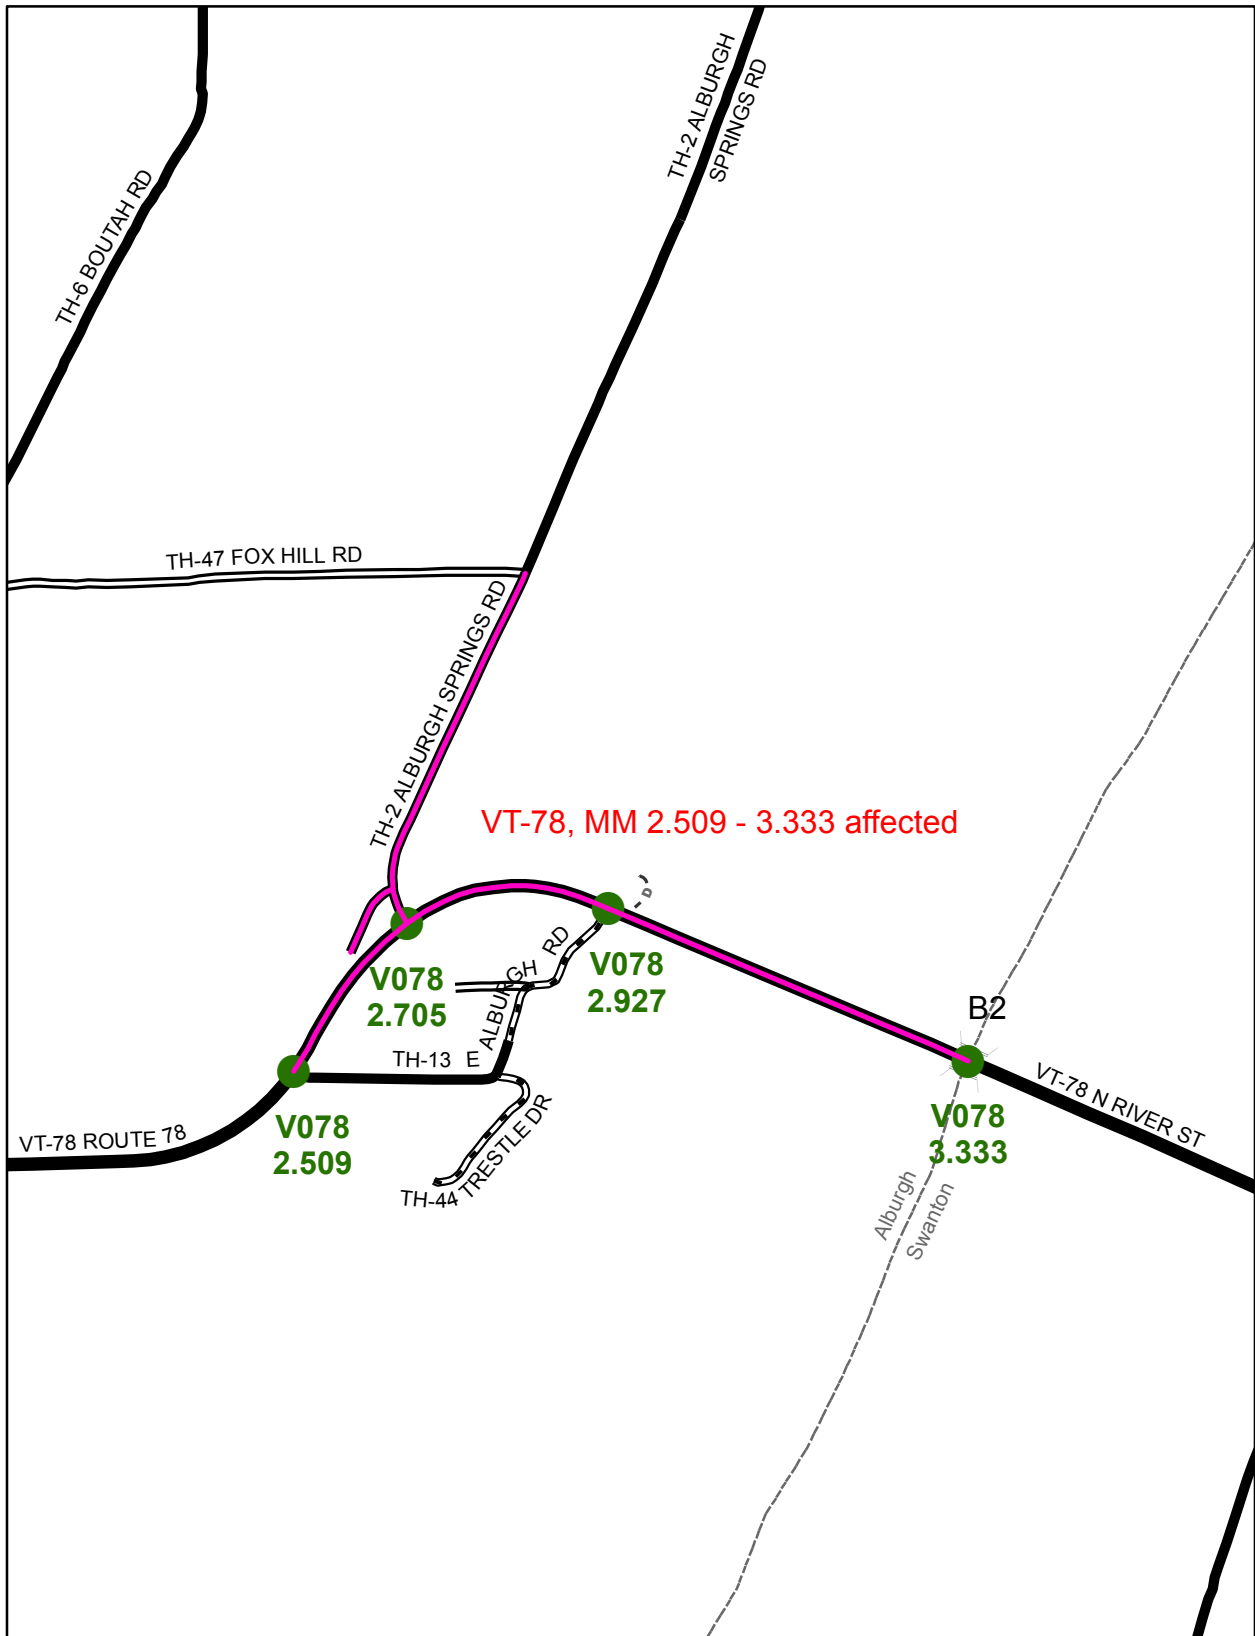 TH-2 ALBURGH
SPRINGS RD
TH-6 BOUTAH RD
TH-47 FOX HILL RD
TH-2 ALBURGH SPRINGS RD
VT-78, MM 2.509 - 3.333 affected
D
V078
2.705
V078
2.927
ALBURGH RD
B2
TH-13 E
VT-78 N RIVER ST
V078
2.509
V078
3.333
VT-78 ROUTE 78
TH-44 TRESTLE DR
Alburgh
Swanton